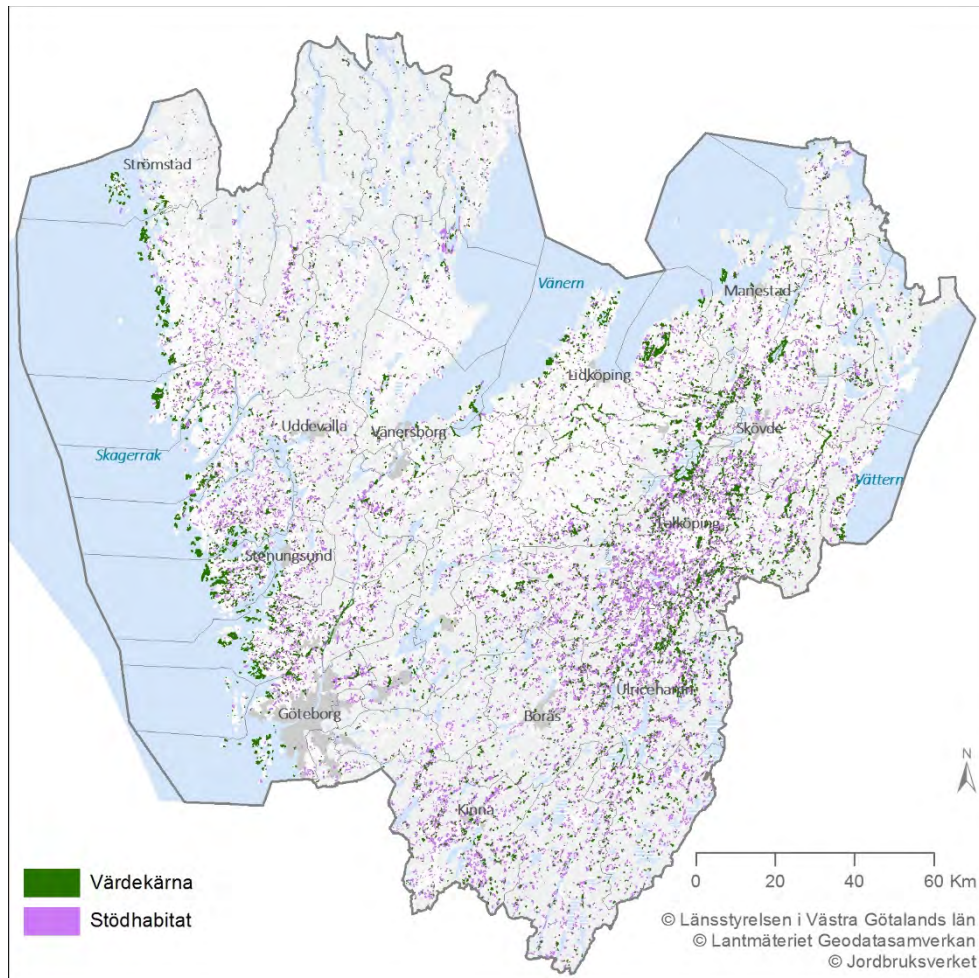 Strömstad
Vänern
Mariestad
Lidköping
Uddevalla
Vänersborg
Skövde
Skagerrak
Vättern
Falköping
Stenungsund
Ulricehamn
Göteborg
Borås
N
Kinna
0 20 40 60 Km
Värdekärna
Stödhabitat
© Länsstyrelsen i Västra Götalands län
© Lantmäteriet Geodatasamverkan
© Jordbruksverket